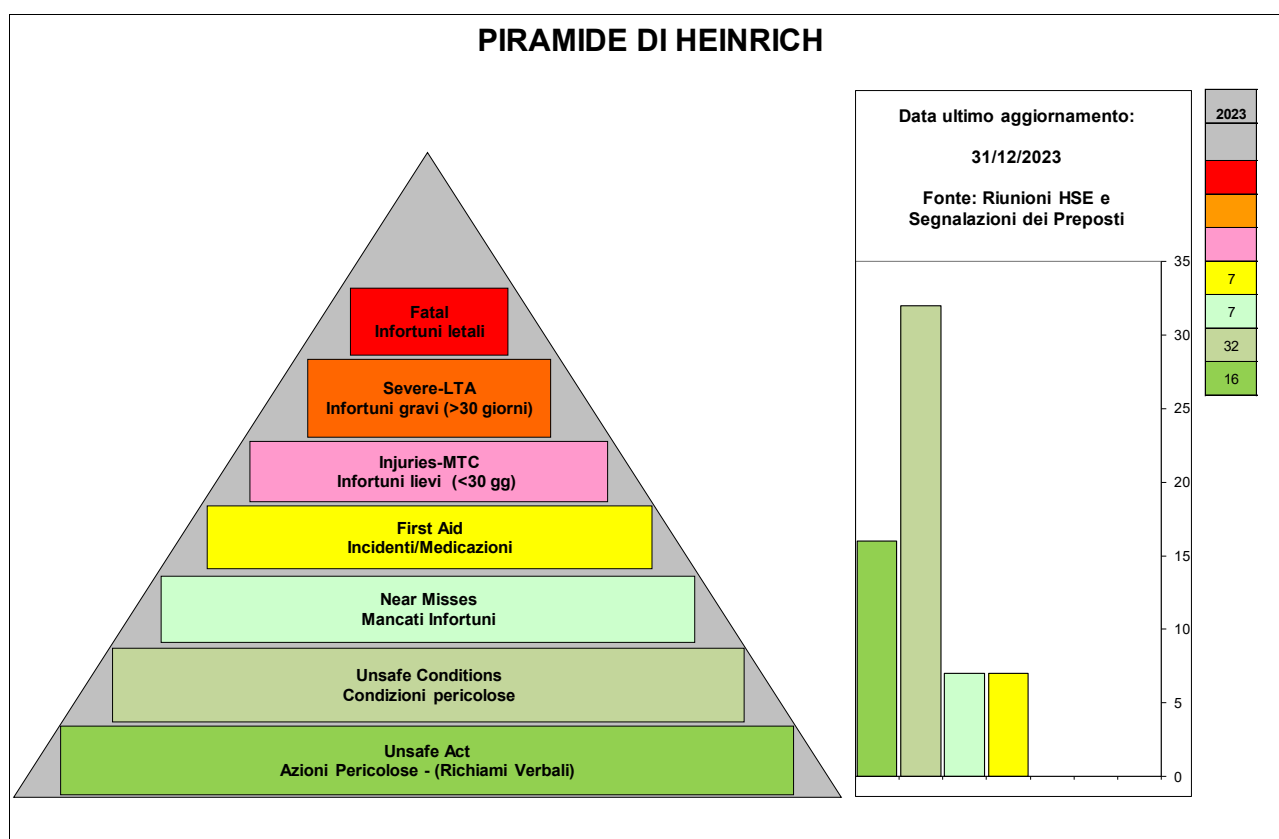 PIRAMIDE DI HEINRICH
Fatal
Infortuni letali
Severe-LTA
Infortuni gravi (>30 giorni)
Injuries-MTC
Infortuni lievi (<30 gg)
First Aid
Incidenti/Medicazioni
Near Misses
Mancati Infortuni
Unsafe Conditions
Condizioni pericolose
Unsafe Act
Azioni Pericolose - (Richiami Verbali)
Data ultimo aggiornamento:
31/12/2023
Fonte: Riunioni HSE e
Segnalazioni dei Preposti
35
30
25
20
15
10
5
0
2023
7
7
32
16